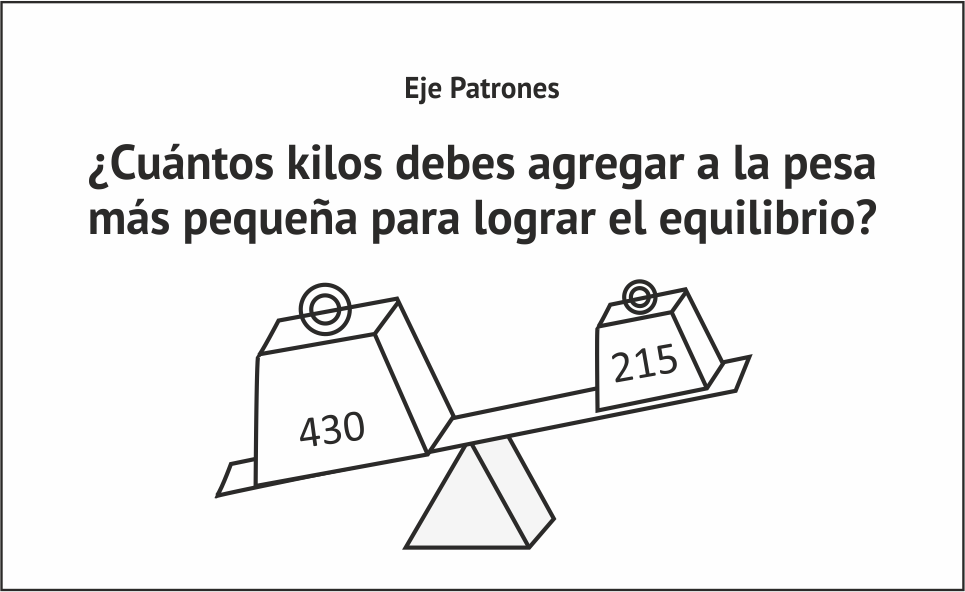 Eje Patrones
¿Cuántos kilos debes agregar a la pesa
más pequeña para lograr el equilibrio?
215
430